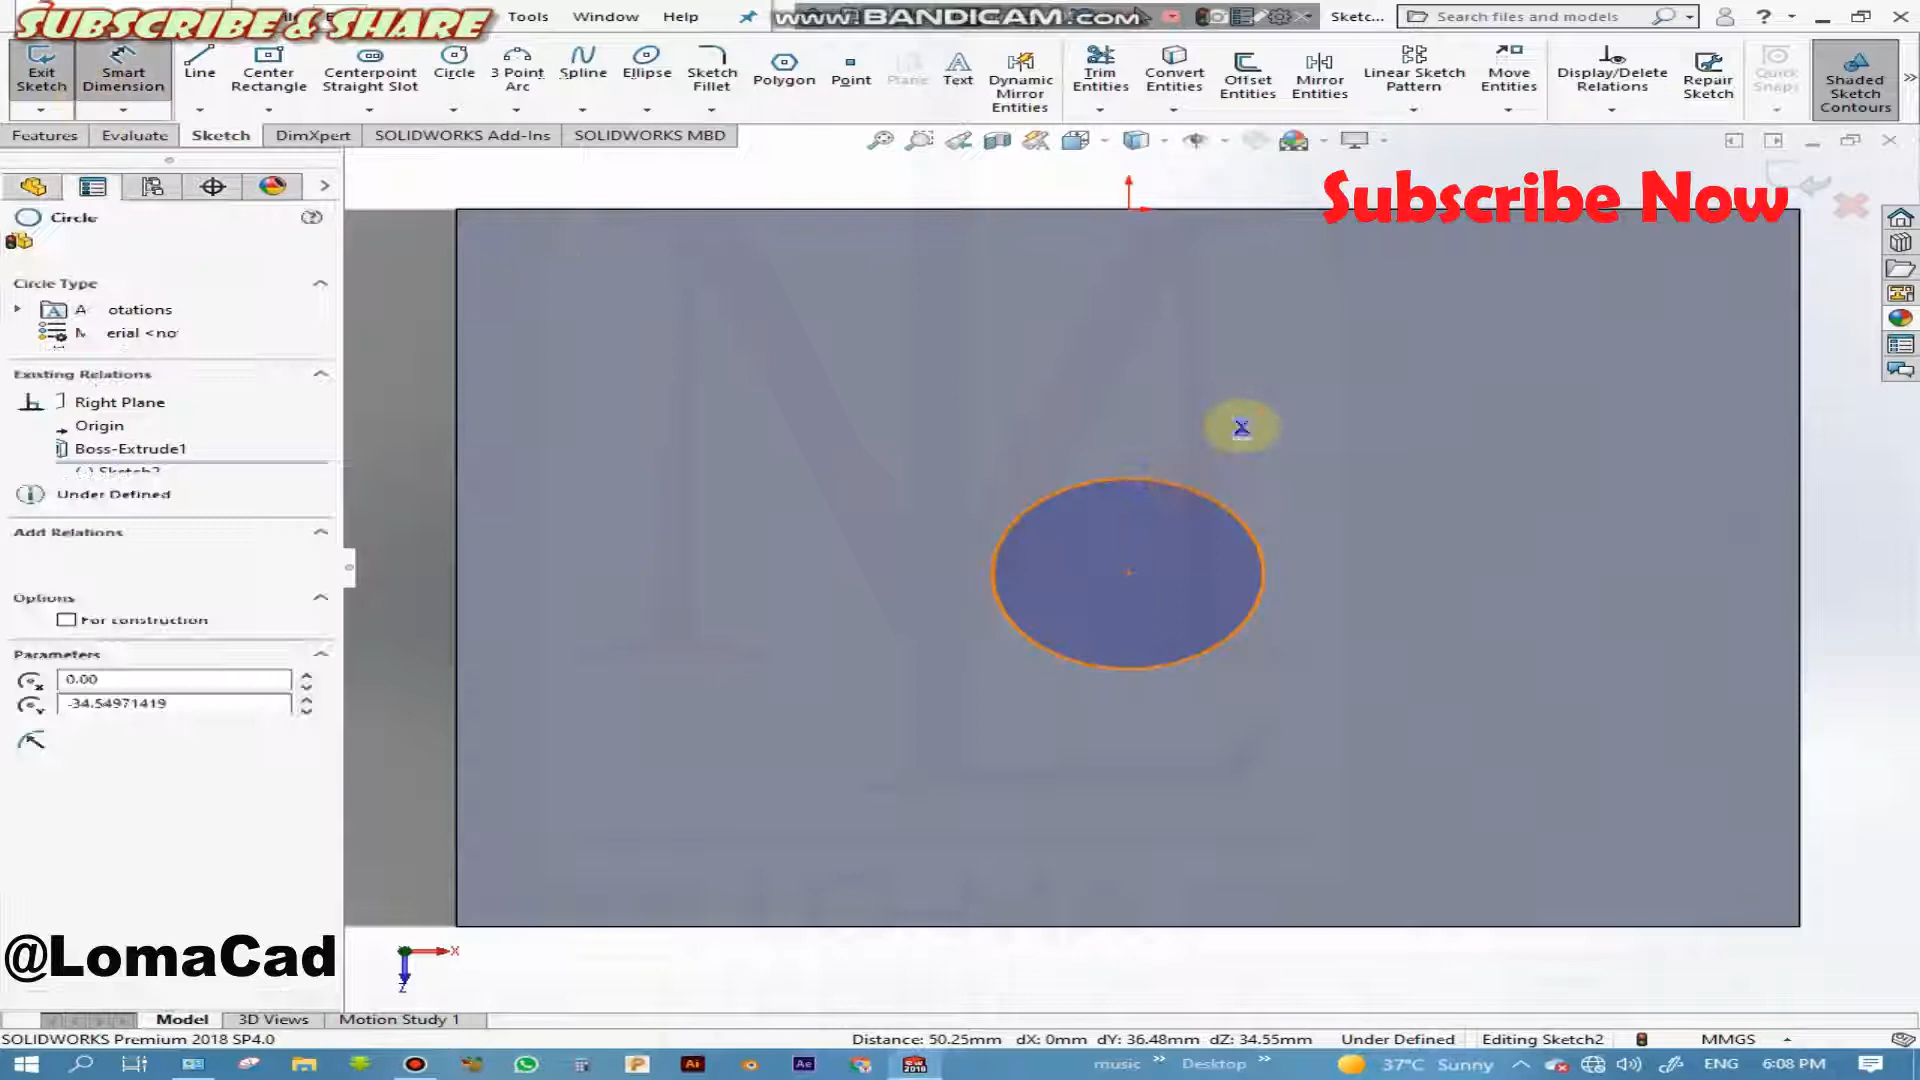 SUBSCRIBE & SHARE
Tools
Window
Help
www.BANDICAM.com
Sketc...
Search files and models
?
Exit Sketch
Smart Dimension
Line
Center Rectangle
Centerpoint Straight Slot
Circle
3 Point Arc
Spline
Ellipse
Sketch Fillet
Polygon
Point
Plane
Text
Dynamic Mirror Entities
Trim Entities
Convert Entities
Offset Entities
Mirror Entities
Linear Sketch Pattern
Move Entities
Display/Delete Relations
Repair Sketch
Quick Snaps
Shaded Sketch Contours
Features
Evaluate
Sketch
DimXpert
SOLIDWORKS Add-Ins
SOLIDWORKS MBD
Subscribe Now
Circle
Circle Type
A otations
erial <no
Existing Relations
Right Plane
Origin
Boss-Extrude1
(-) Sketch2
Under Defined
Add Relations
Options
For construction
Parameters
0.00
-34.54971419
@LomaCad
X
Z
Model
3D Views
Motion Study 1
SOLIDWORKS Premium 2018 SP4.0
Distance: 50.25mm dX: 0mm dY: 36.48mm dZ: 34.55mm
Under Defined
Editing Sketch2
MMGS
music
Desktop
37°C Sunny
ENG
6:08 PM